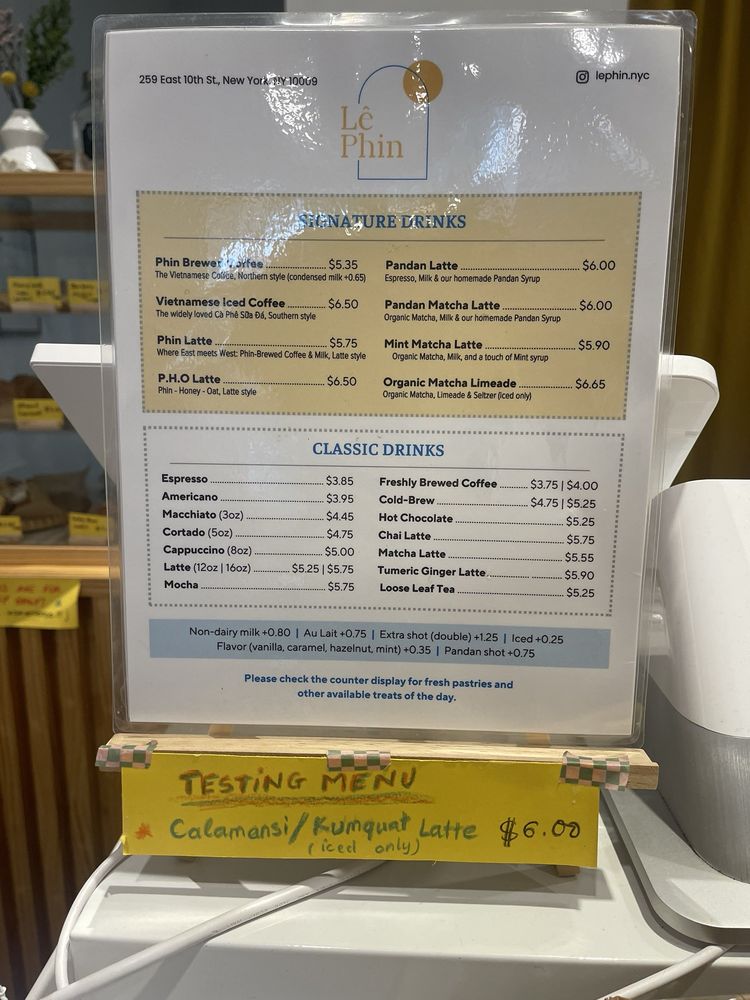 259 East 10th St., New York, NY 10009
lephin.nyc
Lê
Phin
SIGNATURE DRINKS
Phin Brewed Coffee $5.35
The Vietnamese Coffee, Northern style (condensed milk +0.65)
Vietnamese Iced Coffee $6.50
The widely loved Cà Phê Sữa Đá, Southern style
Phin Latte $5.75
Where East meets West: Phin-Brewed Coffee & Milk, Latte style
P.H.O Latte $6.50
Phin - Honey - Oat, Latte style
Pandan Latte $6.00
Espresso, Milk & our homemade Pandan Syrup
Pandan Matcha Latte $6.00
Organic Matcha, Milk & our homemade Pandan Syrup
Mint Matcha Latte $5.90
Organic Matcha, Milk, and a touch of Mint syrup
Organic Matcha Limeade $6.65
Organic Matcha, Limeade & Seltzer (iced only)
CLASSIC DRINKS
Espresso $3.85
Americano $3.95
Macchiato (3oz) $4.45
Cortado (5oz) $4.75
Cappuccino (8oz) $5.00
Latte (12oz | 16oz) $5.25 | $5.75
Mocha $5.75
Freshly Brewed Coffee $3.75 | $4.00
Cold-Brew $4.75 | $5.25
Hot Chocolate $5.25
Chai Latte $5.75
Matcha Latte $5.55
Tumeric Ginger Latte $5.90
Loose Leaf Tea $5.25
Non-dairy milk +0.80 | Au Lait +0.75 | Extra shot (double) +1.25 | Iced +0.25
Flavor (vanilla, caramel, hazelnut, mint) +0.35 | Pandan shot +0.75
Please check the counter display for fresh pastries and
other available treats of the day.
TESTING MENU
Calamansi/Kumquat Latte $6.00
(iced only)